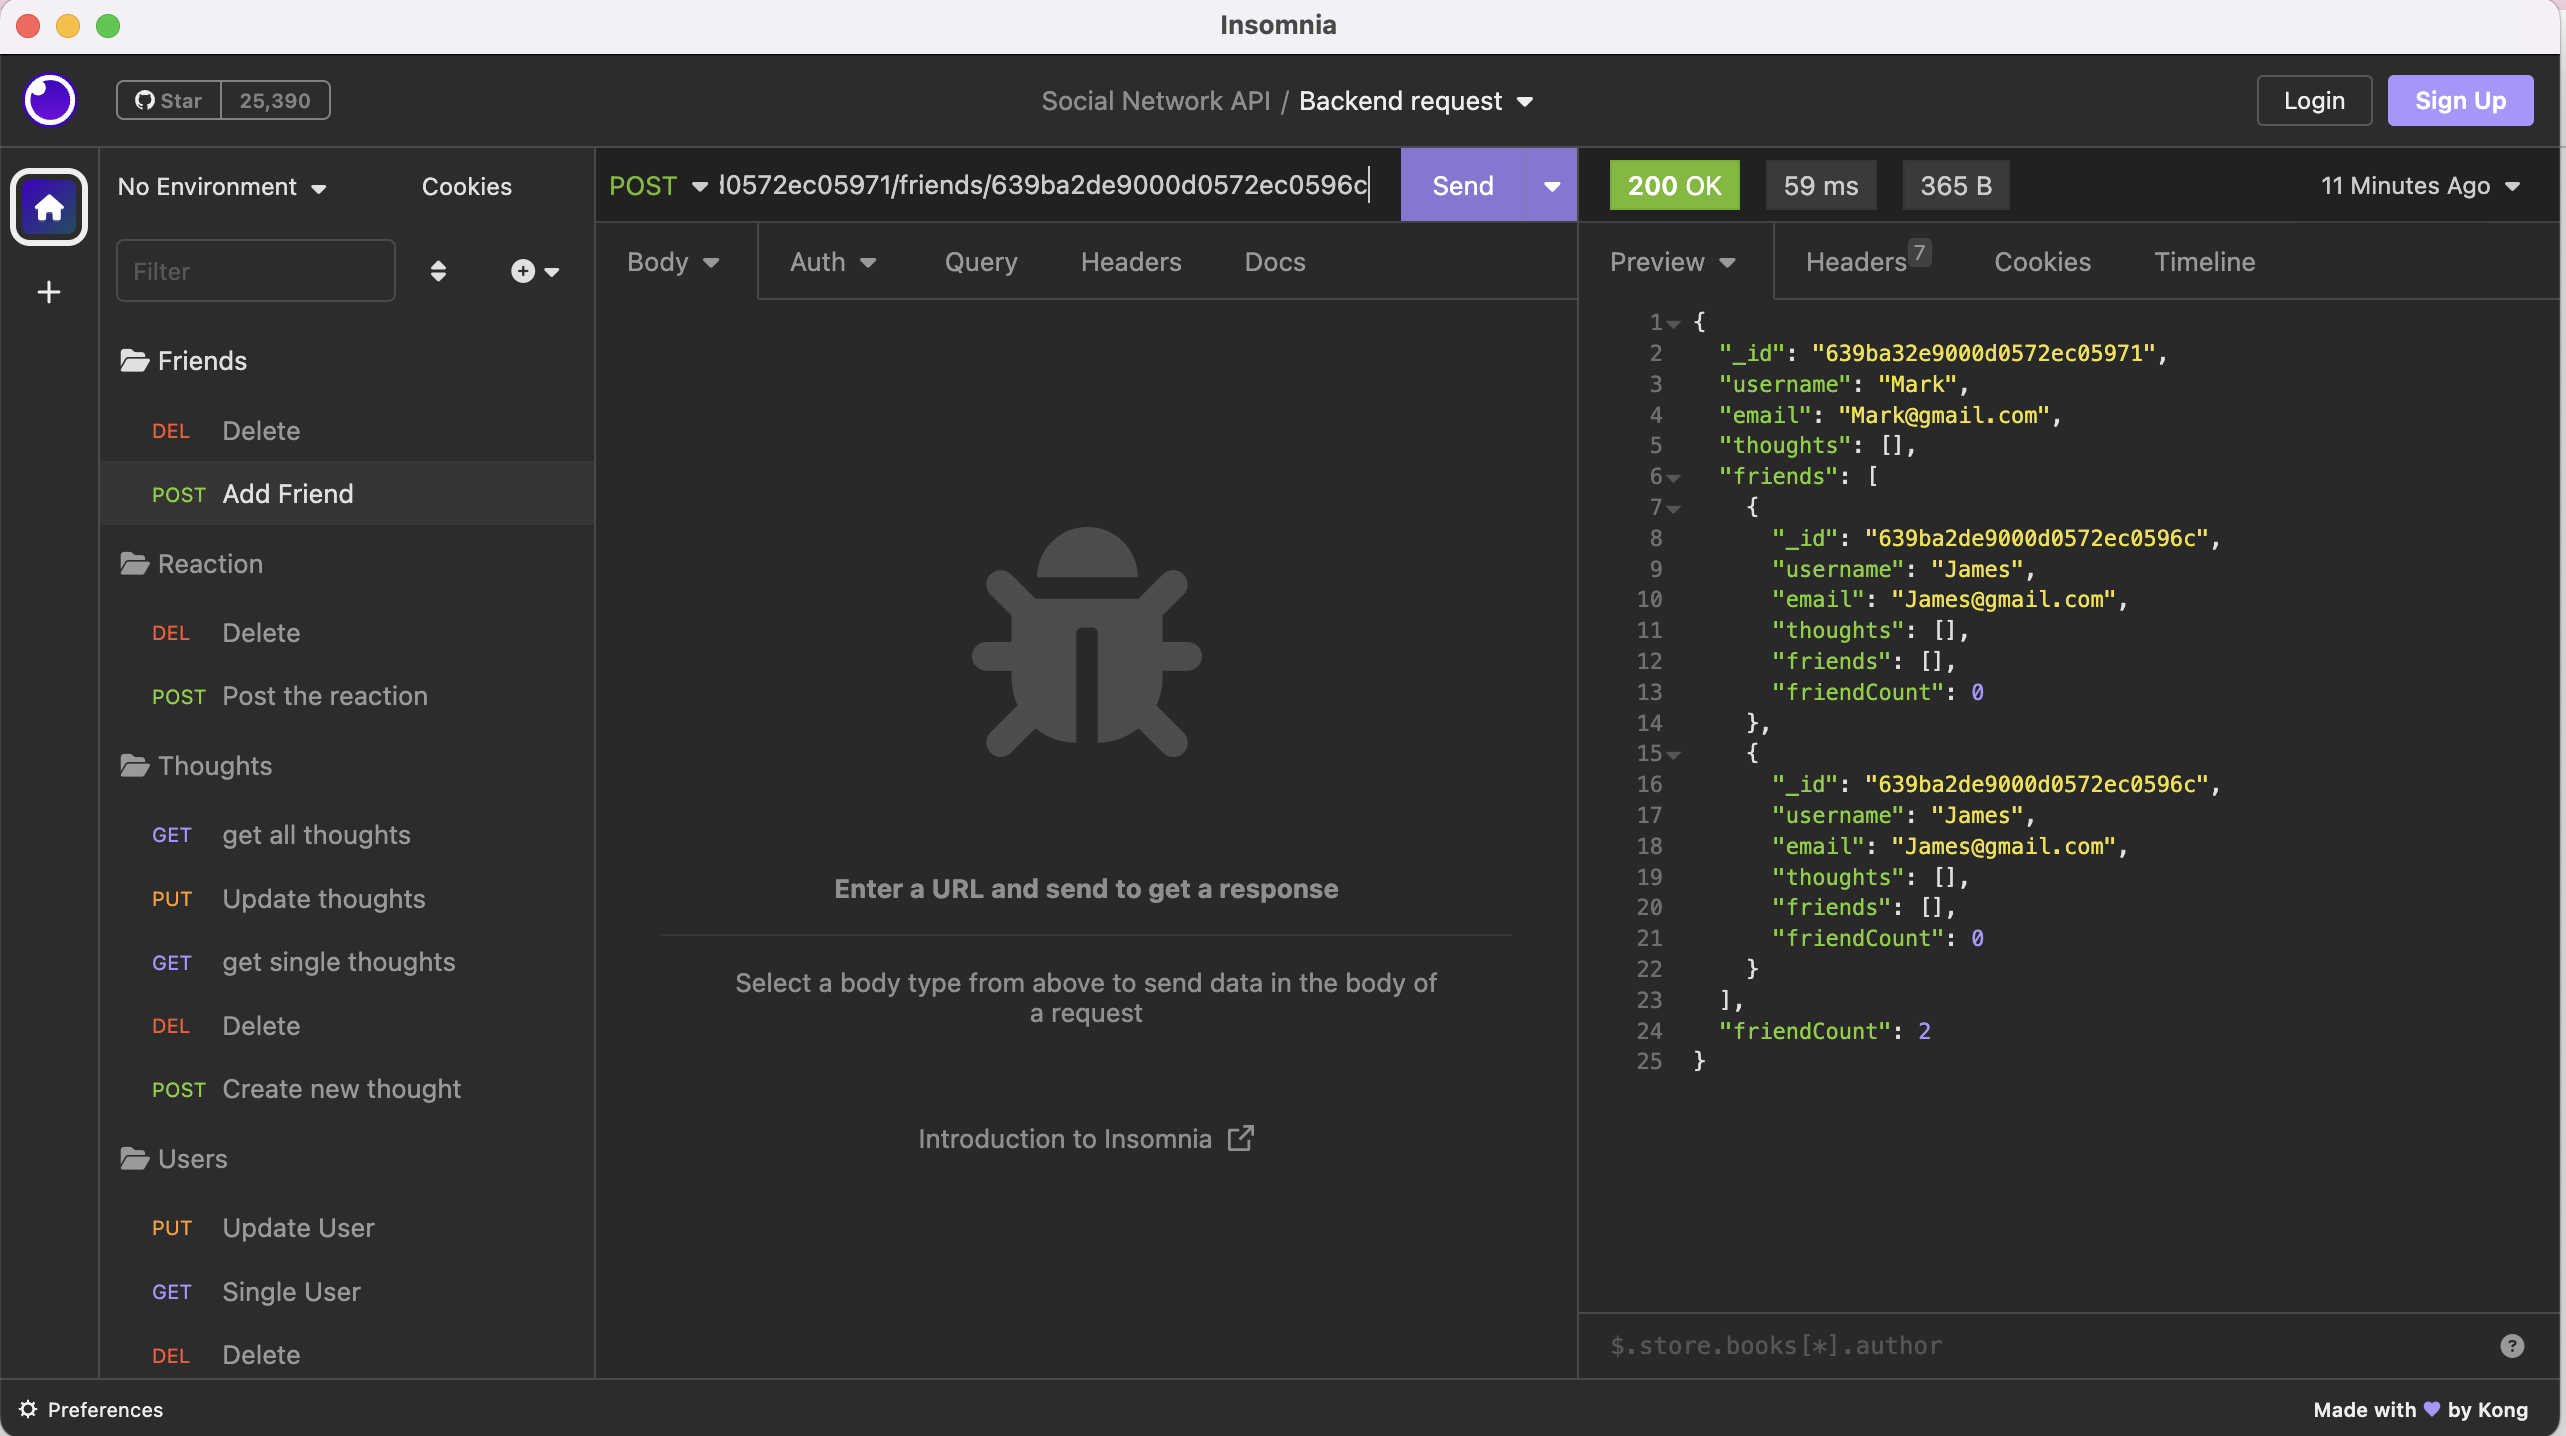 Insomnia
Star 25,390
Social Network API / Backend request
Login
Sign Up
No Environment
Cookies
Filter
Friends
DEL Delete
POST Add Friend
Reaction
DEL Delete
POST Post the reaction
Thoughts
GET get all thoughts
PUT Update thoughts
GET get single thoughts
DEL Delete
POST Create new thought
Users
PUT Update User
GET Single User
DEL Delete
POST d0572ec05971/friends/639ba2de9000d0572ec0596c
Send
Body Auth Query Headers Docs
Enter a URL and send to get a response
Select a body type from above to send data in the body of
a request
Introduction to Insomnia
200 OK 59 ms 365 B 11 Minutes Ago
Preview Headers 7 Cookies Timeline
1 {
2 "_id": "639ba32e9000d0572ec05971",
3 "username": "Mark",
4 "email": "Mark@gmail.com",
5 "thoughts": [],
6 "friends": [
7 {
8 "_id": "639ba2de9000d0572ec0596c",
9 "username": "James",
10 "email": "James@gmail.com",
11 "thoughts": [],
12 "friends": [],
13 "friendCount": 0
14 },
15 {
16 "_id": "639ba2de9000d0572ec0596c",
17 "username": "James",
18 "email": "James@gmail.com",
19 "thoughts": [],
20 "friends": [],
21 "friendCount": 0
22 }
23 ],
24 "friendCount": 2
25 }
$.store.books[*].author
?
Preferences
Made with 💜 by Kong